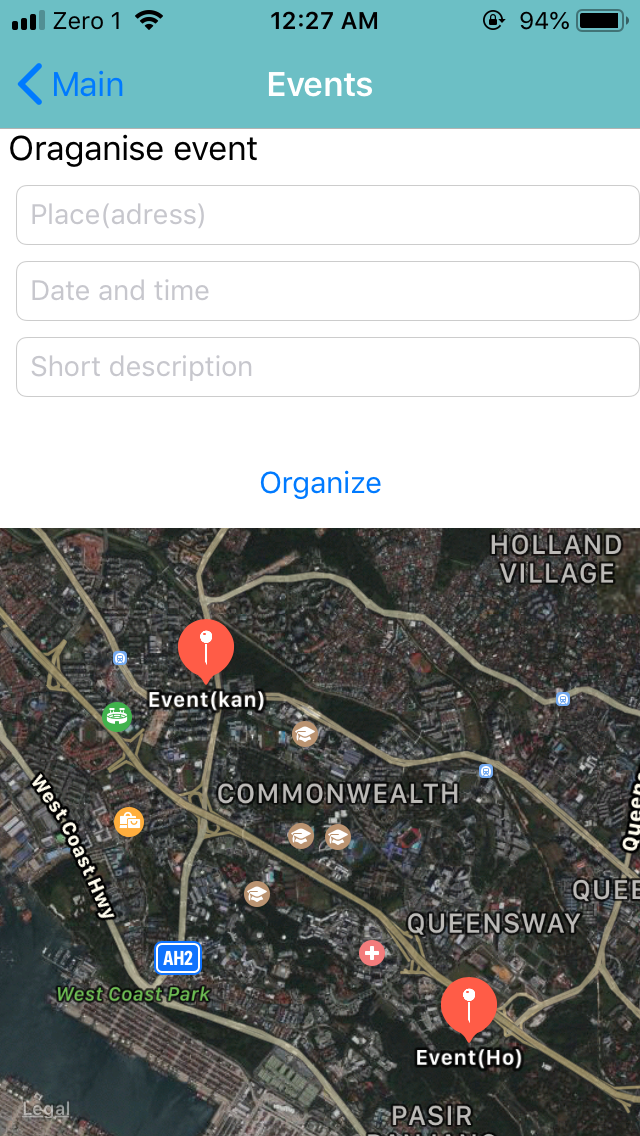 Zero 1 12:27 AM 94%
Main Events
Oraganise event
Place(adress)
Date and time
Short description
Organize
HOLLAND
VILLAGE
Event(kan)
COMMONWEALTH
West Coast Hwy
QUEENSWAY
AH2
West Coast Park
Event(Ho)
Legal
PASIR